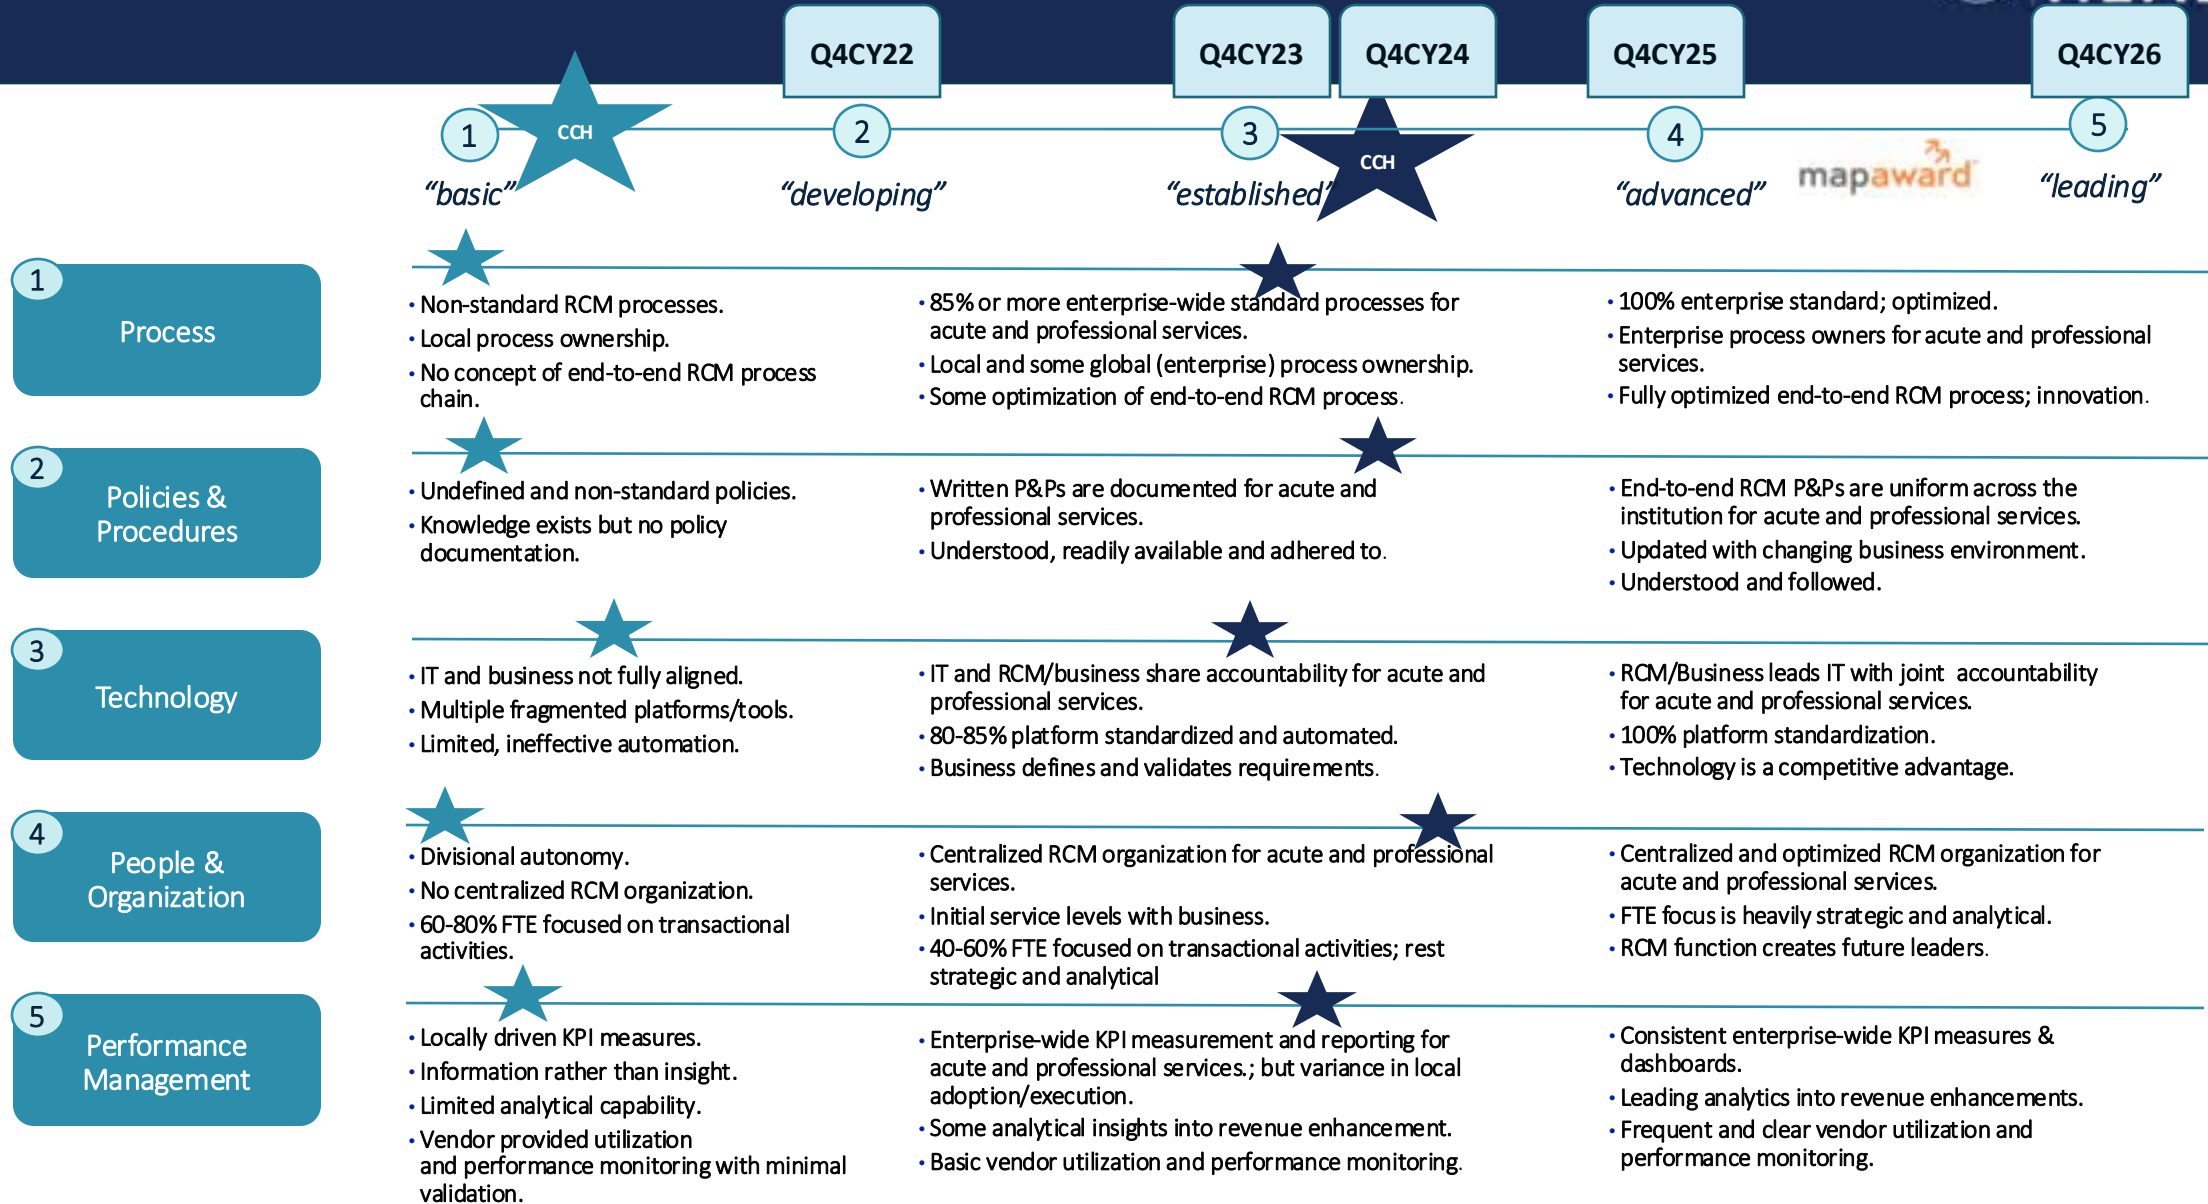 Q4CY22
Q4CY23
Q4CY24
Q4CY25
Q4CY26
1
CCH
2
3
CCH
4
5
“basic”
“developing”
“established”
“advanced”
mapaward
“leading”
1
Process
• Non-standard RCM processes.
• Local process ownership.
• No concept of end-to-end RCM process
chain.
• 85% or more enterprise-wide standard processes for
acute and professional services.
• Local and some global (enterprise) process ownership.
• Some optimization of end-to-end RCM process.
• 100% enterprise standard; optimized.
• Enterprise process owners for acute and professional
services.
• Fully optimized end-to-end RCM process; innovation.
2
Policies &
Procedures
• Undefined and non-standard policies.
• Knowledge exists but no policy
documentation.
• Written P&Ps are documented for acute and
professional services.
• Understood, readily available and adhered to.
• End-to-end RCM P&Ps are uniform across the
institution for acute and professional services.
• Updated with changing business environment.
• Understood and followed.
3
Technology
• IT and business not fully aligned.
• Multiple fragmented platforms/tools.
• Limited, ineffective automation.
• IT and RCM/business share accountability for acute and
professional services.
• 80-85% platform standardized and automated.
• Business defines and validates requirements.
• RCM/Business leads IT with joint accountability
for acute and professional services.
• 100% platform standardization.
• Technology is a competitive advantage.
4
People &
Organization
• Divisional autonomy.
• No centralized RCM organization.
• 60-80% FTE focused on transactional
activities.
• Centralized RCM organization for acute and professional
services.
• Initial service levels with business.
• 40-60% FTE focused on transactional activities; rest
strategic and analytical
• Centralized and optimized RCM organization for
acute and professional services.
• FTE focus is heavily strategic and analytical.
• RCM function creates future leaders.
5
Performance
Management
• Locally driven KPI measures.
• Information rather than insight.
• Limited analytical capability.
• Vendor provided utilization
and performance monitoring with minimal
validation.
• Enterprise-wide KPI measurement and reporting for
acute and professional services.; but variance in local
adoption/execution.
• Some analytical insights into revenue enhancement.
• Basic vendor utilization and performance monitoring.
• Consistent enterprise-wide KPI measures &
dashboards.
• Leading analytics into revenue enhancements.
• Frequent and clear vendor utilization and
performance monitoring.